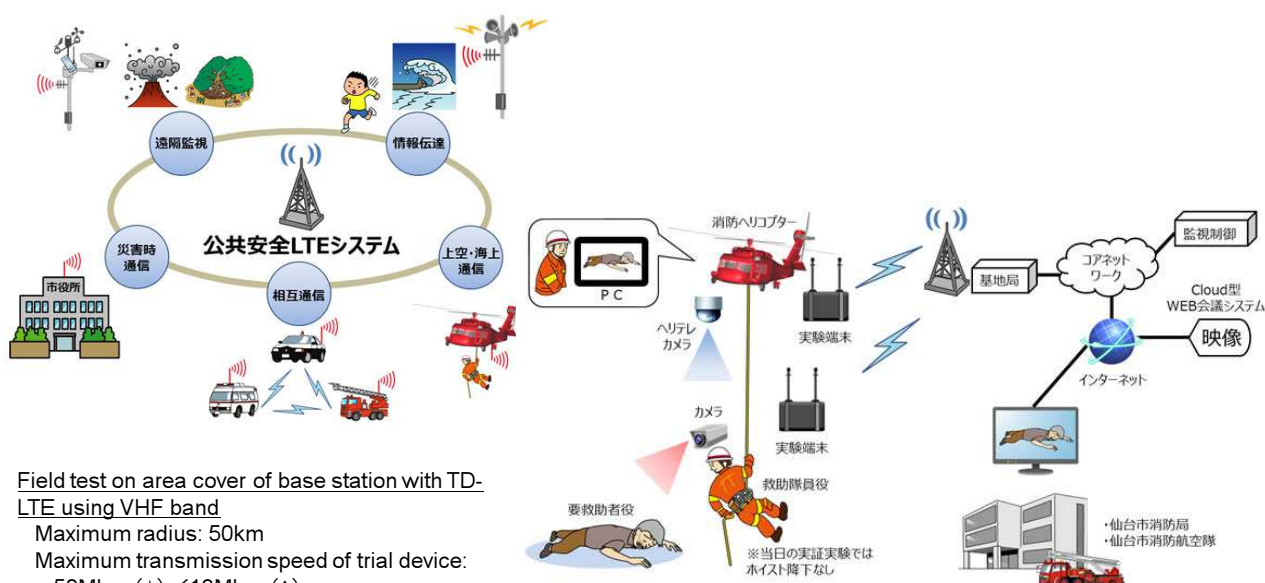 遠隔監視
情報伝達
公共安全LTEシステム
災害時
通信
上空・海上
通信
相互通信
市役所
Field test on area cover of base station with TD-
LTE using VHF band
Maximum radius: 50km
Maximum transmission speed of trial device:
消防ヘリコプター
PC
ヘリテレ
カメラ
実験端末
カメラ
実験端末
救助隊員役
要救助者役
※当日の実証実験では
ホイスト降下なし
基地局
コアネット
ワーク
監視制御
Cloud型
WEB会議システム
映像
インターネット
・仙台市消防局
・仙台市消防航空隊